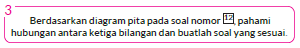 3
Berdasarkan diagram pita pada soal nomor 12, pahami
hubungan antara ketiga bilangan dan buatlah soal yang sesuai.